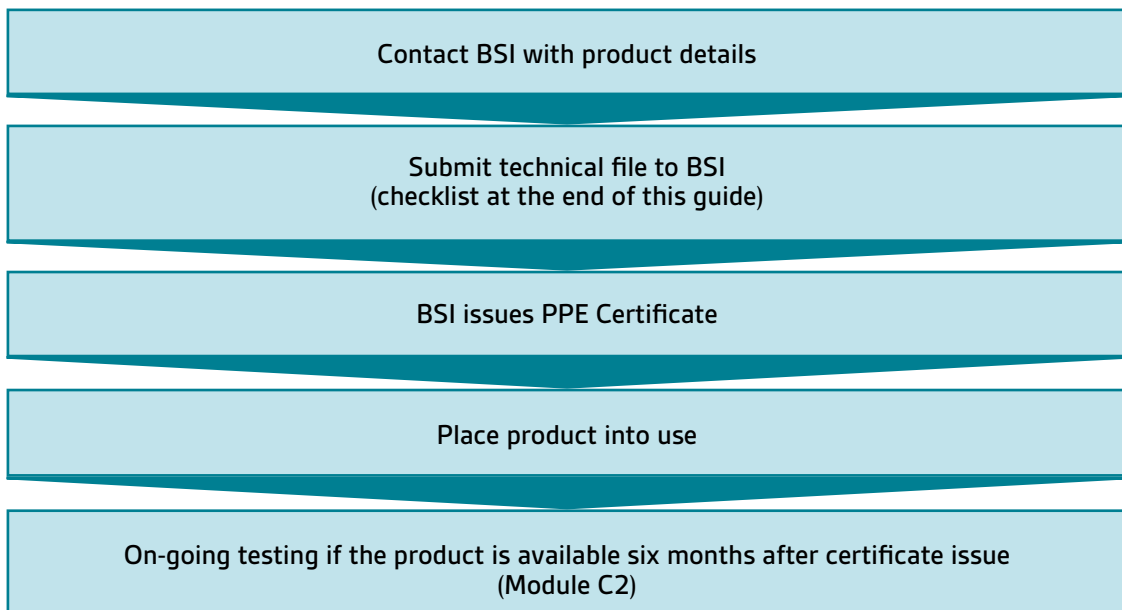 Contact BSI with product details
Submit technical file to BSI
(checklist at the end of this guide)
BSI issues PPE Certificate
Place product into use
On-going testing if the product is available six months after certificate issue
(Module C2)